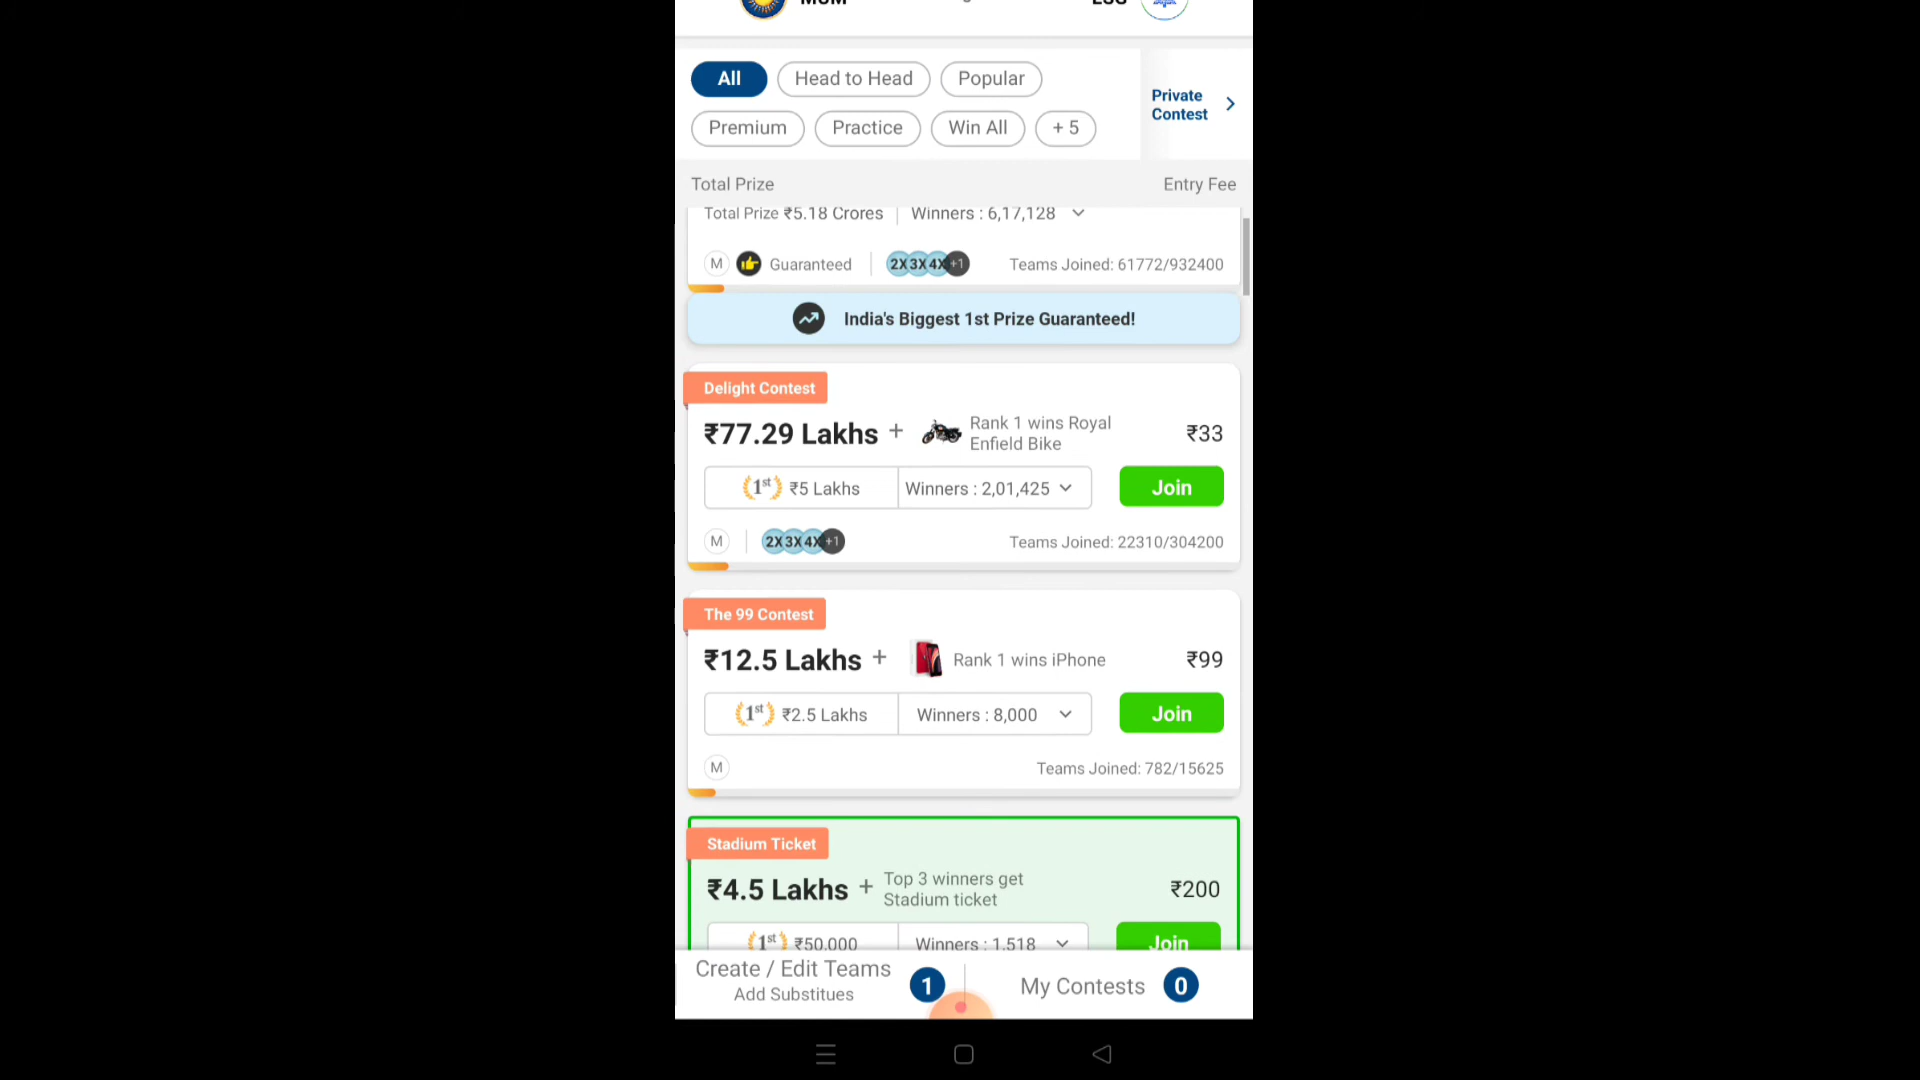 MUM
LSG
All Head to Head Popular
Premium Practice Win All + 5
Private
Contest
Total Prize Entry Fee
Total Prize ₹5.18 Crores Winners : 6,17,128
M Guaranteed 2X 3X 4X +1 Teams Joined: 61772/932400
India's Biggest 1st Prize Guaranteed!
Delight Contest
₹77.29 Lakhs + Rank 1 wins Royal
Enfield Bike
₹33
1st ₹5 Lakhs Winners : 2,01,425 Join
M 2X 3X 4X +1 Teams Joined: 22310/304200
The 99 Contest
₹12.5 Lakhs + Rank 1 wins iPhone ₹99
1st ₹2.5 Lakhs Winners : 8,000 Join
M Teams Joined: 782/15625
Stadium Ticket
₹4.5 Lakhs + Top 3 winners get
Stadium ticket
₹200
1st ₹50,000 Winners : 1,518 Join
Create / Edit Teams
Add Substitues
1
My Contests 0